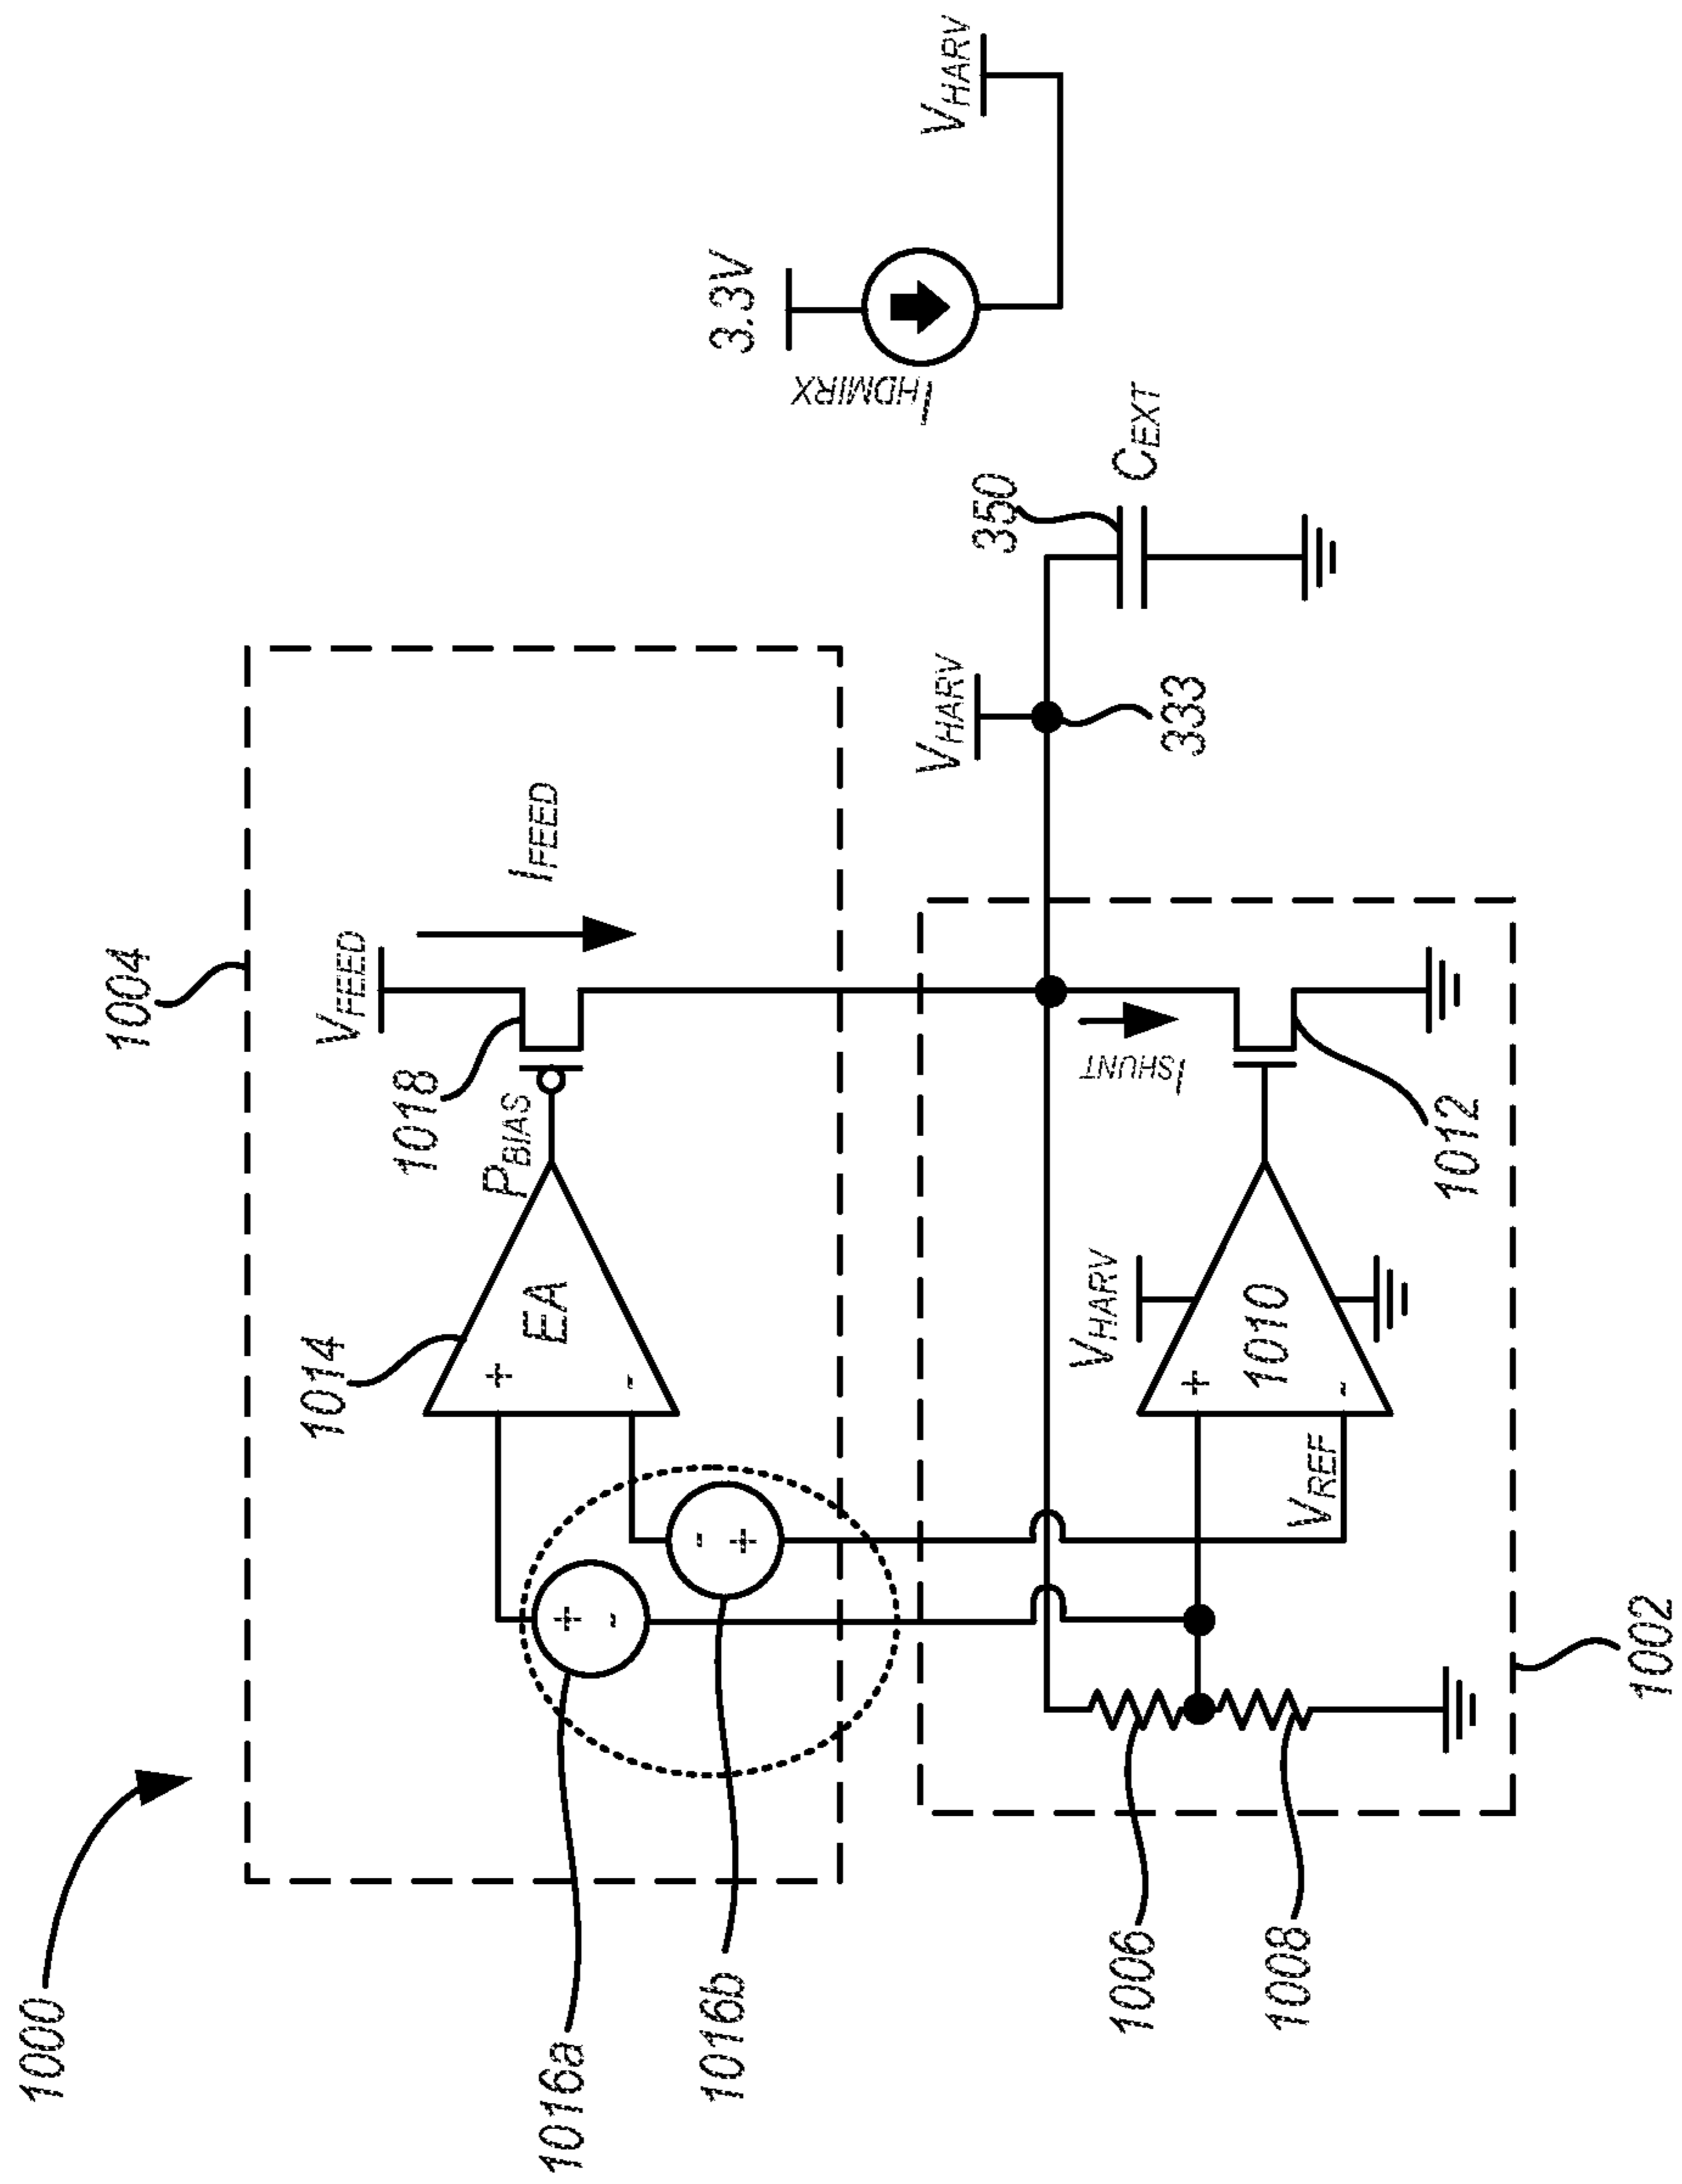 1000
1004
1014
1018
V_FEED
I_FEED
P_BIAS
EA
+
-
1016a
1016b
+
-
-
+
3.3V
I_HDMIRX
V_HARV
V_HARV
333
350
C_EXT
I_SHUNT
V_HARV
1010
+
-
V_REF
1006
1008
1012
1002